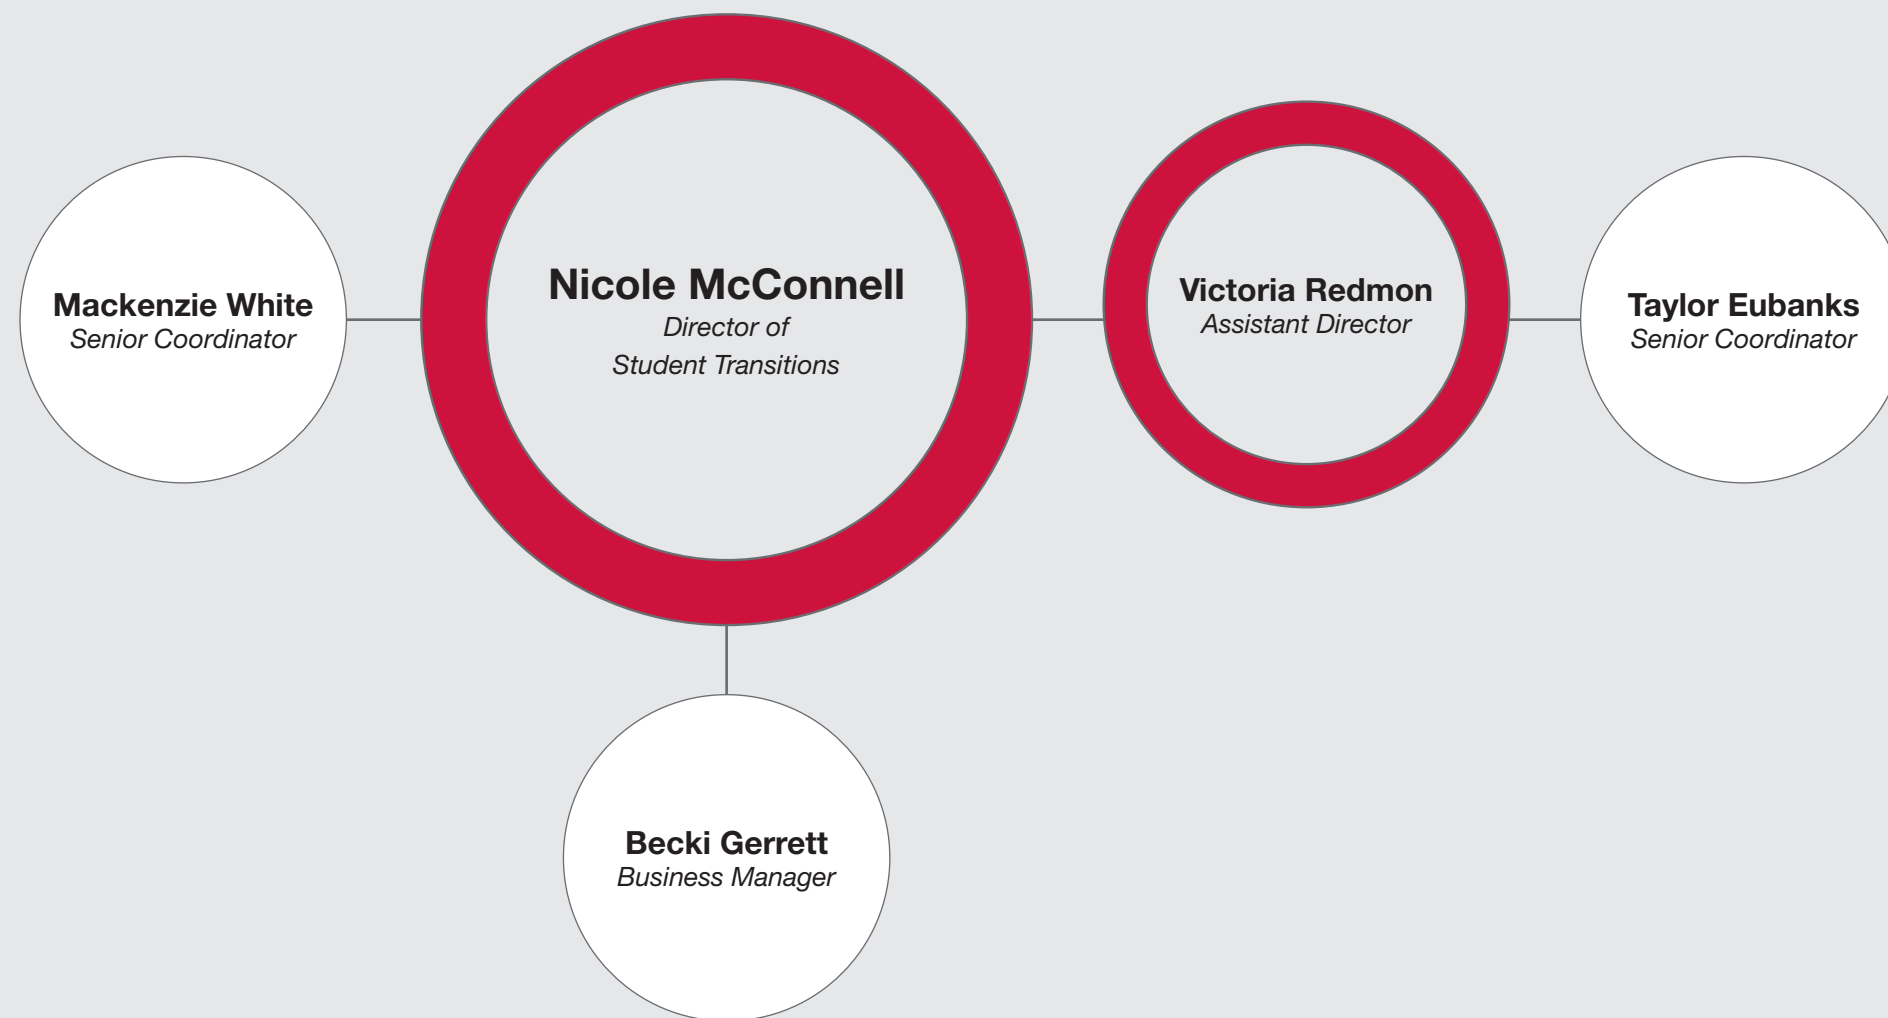 Mackenzie White
Senior Coordinator
Nicole McConnell
Director of
Student Transitions
Victoria Redmon
Assistant Director
Taylor Eubanks
Senior Coordinator
Becki Gerrett
Business Manager